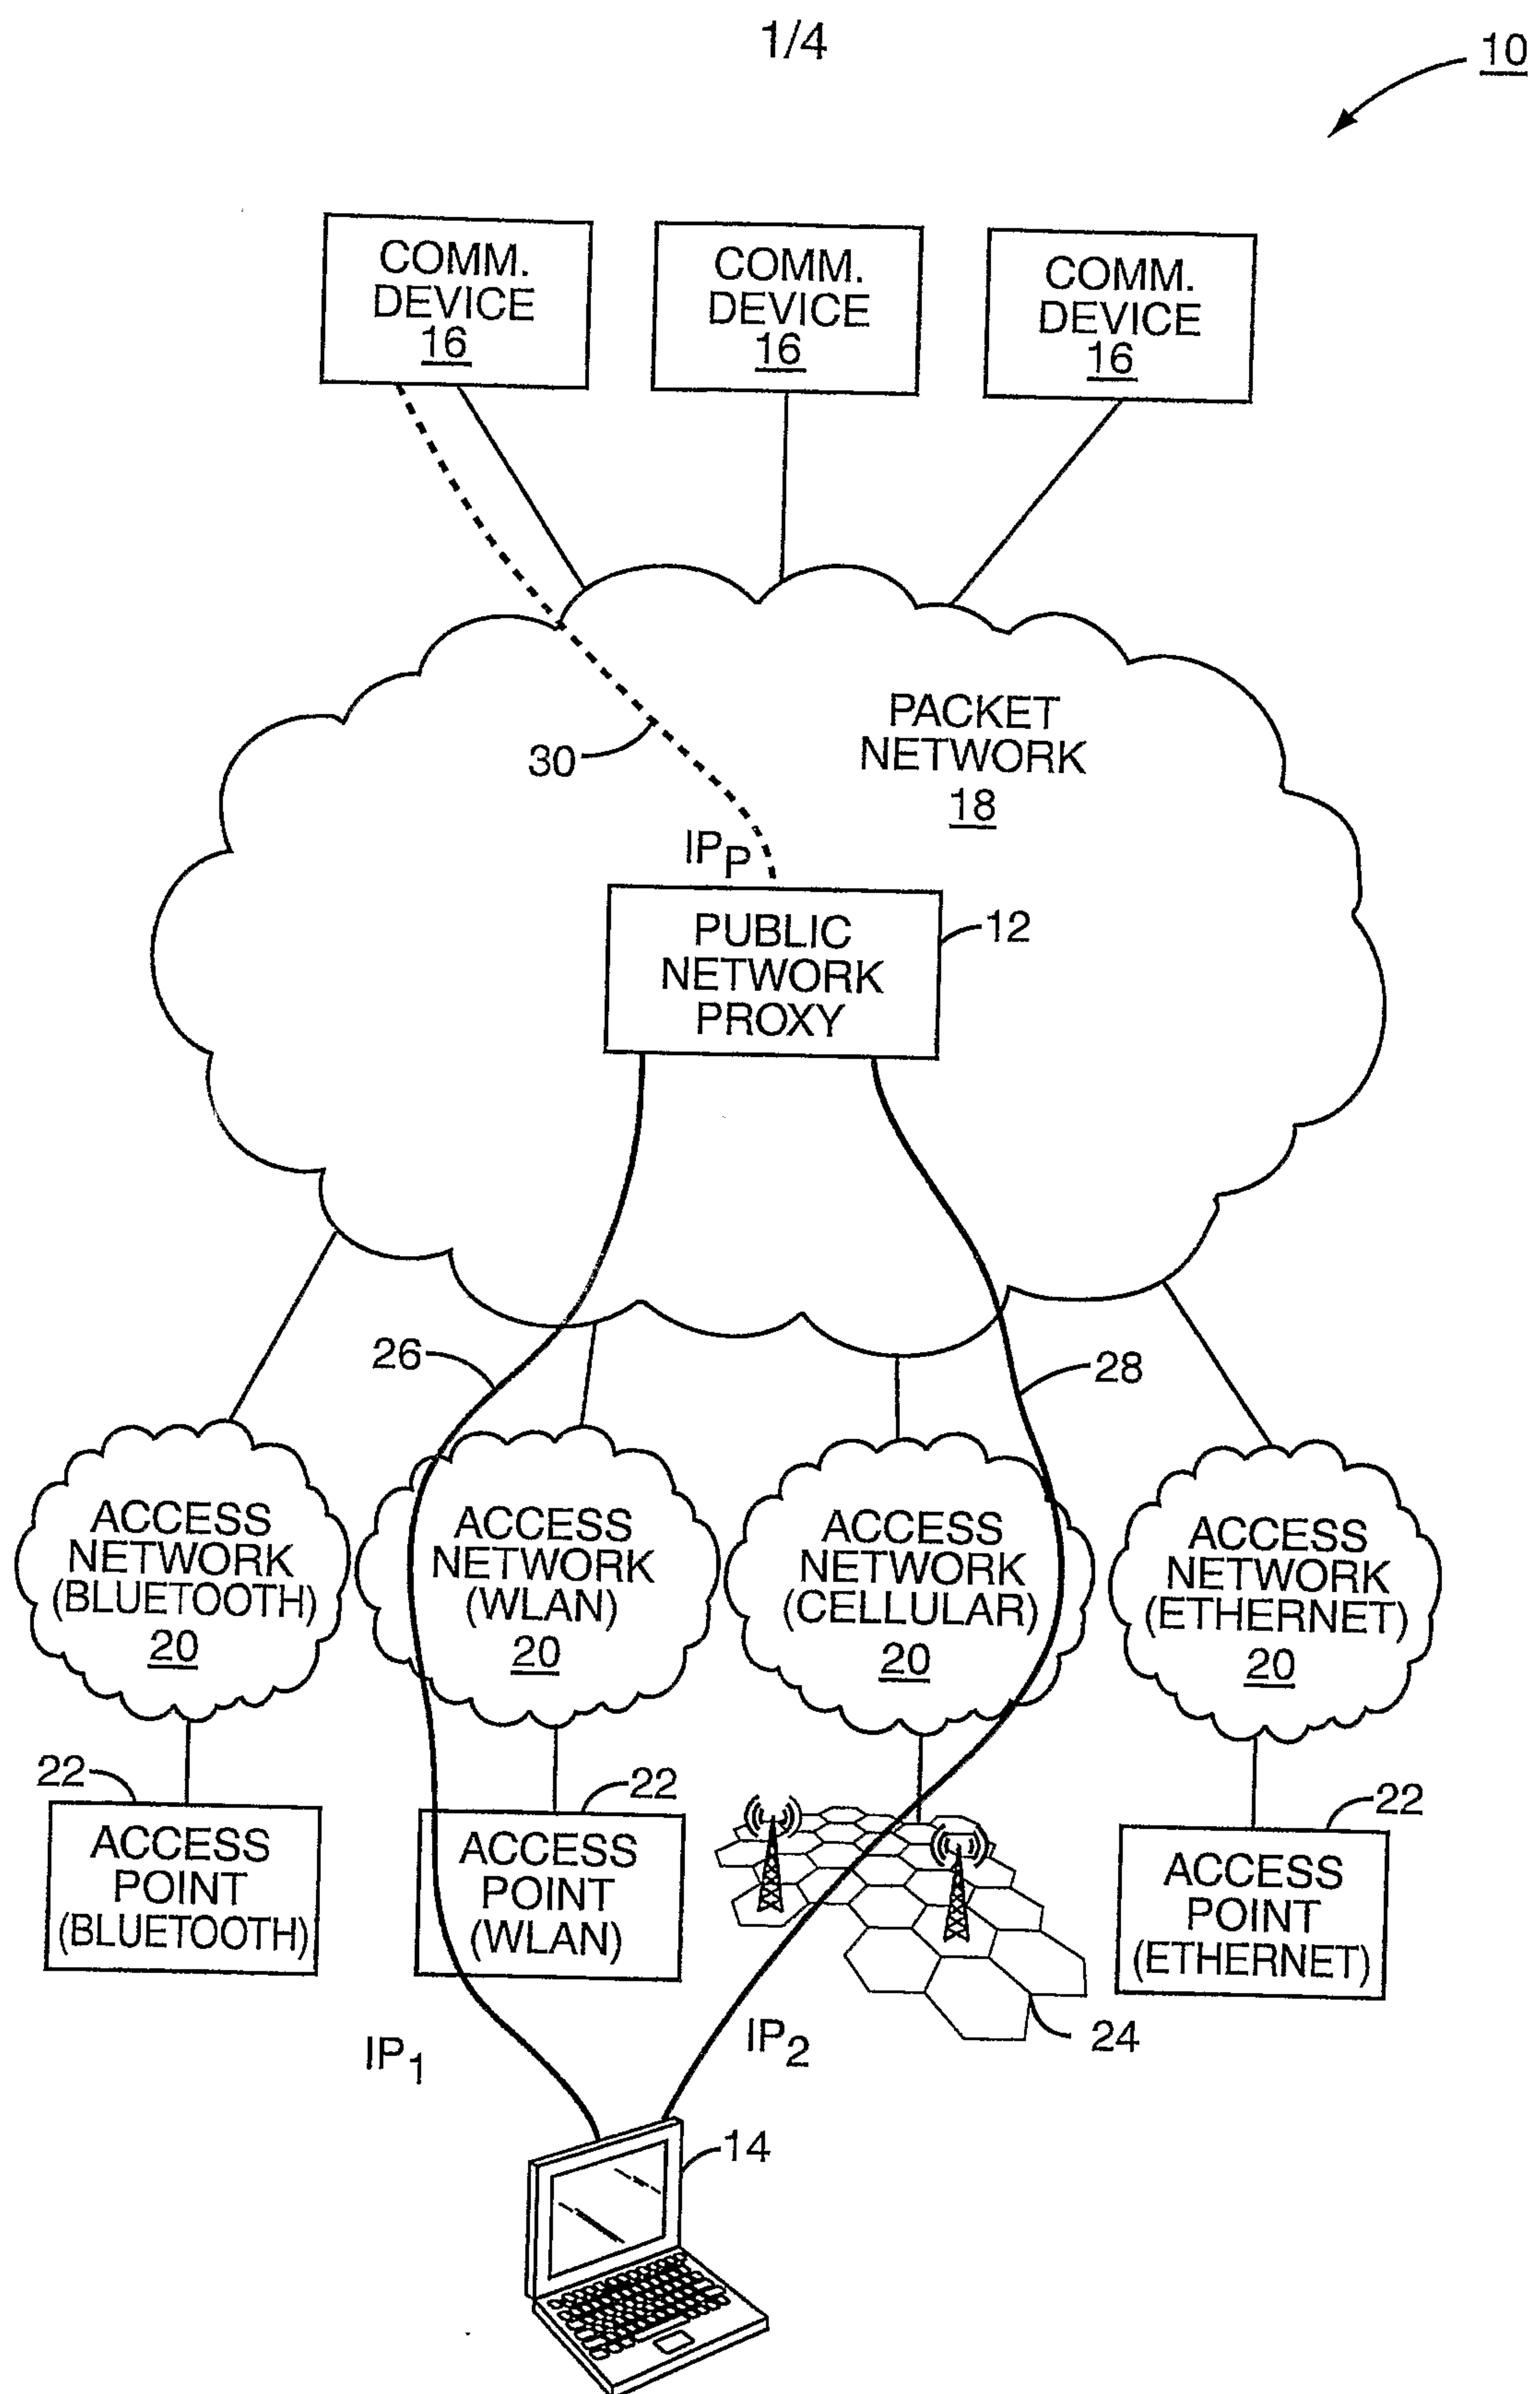 1/4
10
COMM.
DEVICE
16
COMM.
DEVICE
16
COMM.
DEVICE
16
PACKET
NETWORK
18
30
IPP
PUBLIC
NETWORK
PROXY
12
26
28
ACCESS
NETWORK
(BLUETOOTH)
20
ACCESS
NETWORK
(WLAN)
20
ACCESS
NETWORK
(CELLULAR)
20
ACCESS
NETWORK
(ETHERNET)
20
22
ACCESS
POINT
(BLUETOOTH)
22
ACCESS
POINT
(WLAN)
22
ACCESS
POINT
(ETHERNET)
24
IP1
IP2
14